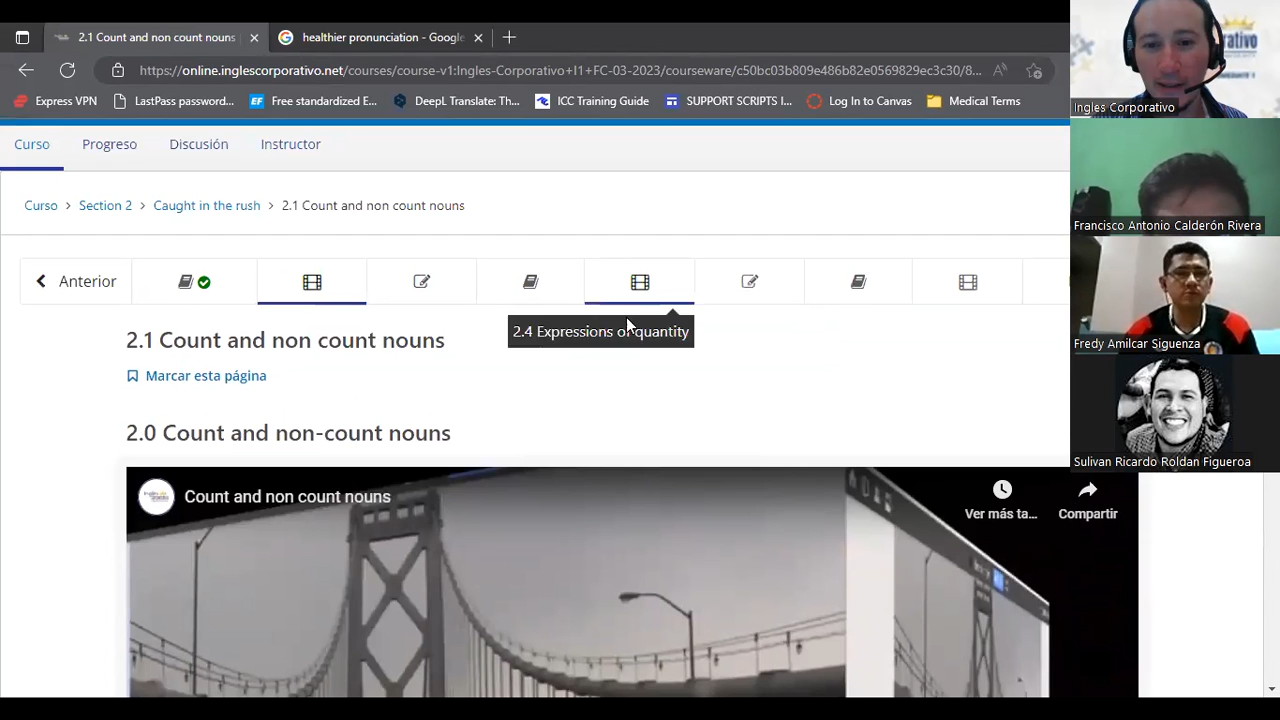 2.1 Count and non count nouns
healthier pronunciation - Google
https://online.inglescorporativo.net/courses/course-v1:Ingles-Corporativo+I1+FC-03-2023/courseware/c50bc03b809e486b82e0569829ec3c30/8...
Express VPN
LastPass password...
Free standardized E...
DeepL Translate: Th...
ICC Training Guide
SUPPORT SCRIPTS I...
Log In to Canvas
Medical Terms
Curso
Progreso
Discusión
Instructor
Curso > Section 2 > Caught in the rush > 2.1 Count and non count nouns
Anterior
2.4 Expressions of quantity
2.1 Count and non count nouns
Marcar esta página
2.0 Count and non-count nouns
Count and non count nouns
Ver más ta...
Compartir
Ingles Corporativo
Francisco Antonio Calderón Rivera
Fredy Amilcar Siguenza
Sulivan Ricardo Roldan Figueroa